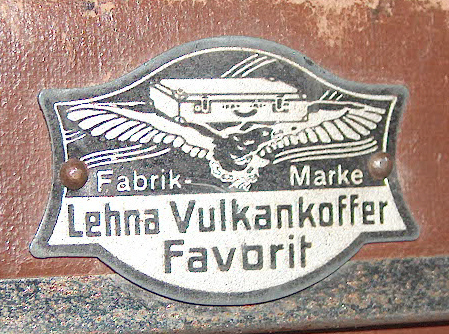 Fabrik-Marke
Lehna Vulkankoffer
Favorit